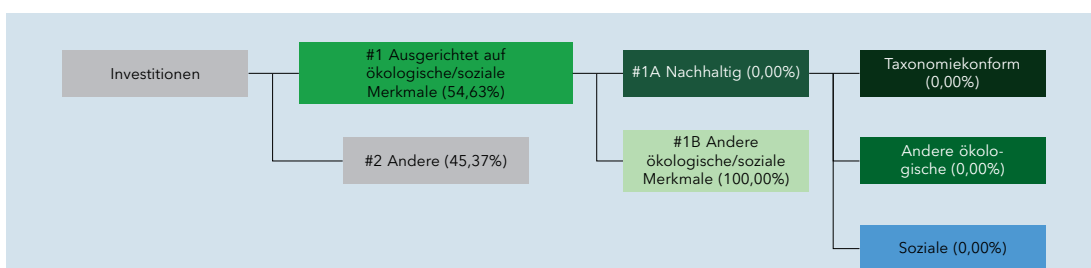 Investitionen
#1 Ausgerichtet auf
ökologische/soziale
Merkmale (54,63%)
#2 Andere (45,37%)
#1A Nachhaltig (0,00%)
#1B Andere
ökologische/soziale
Merkmale (100,00%)
Taxonomiekonform
(0,00%)
Andere ökolo-
gische (0,00%)
Soziale (0,00%)